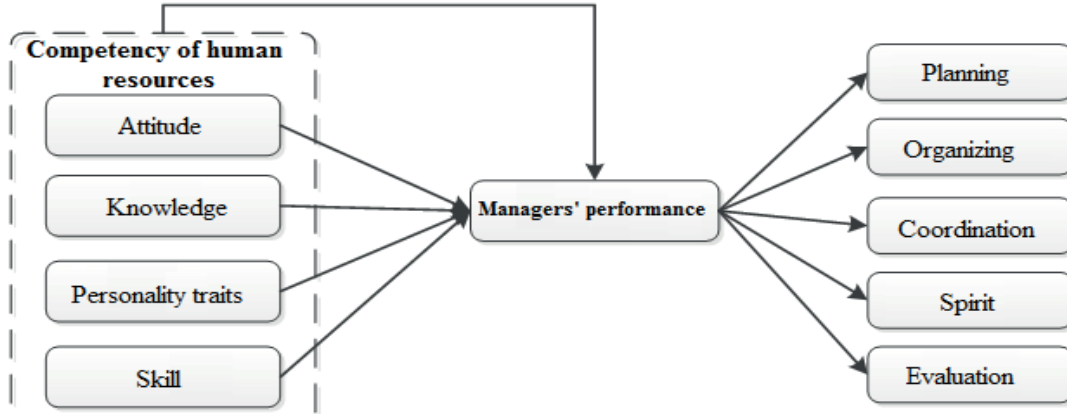 Competency of human
resources
Attitude
Knowledge
Personality traits
Skill
Managers' performance
Planning
Organizing
Coordination
Spirit
Evaluation